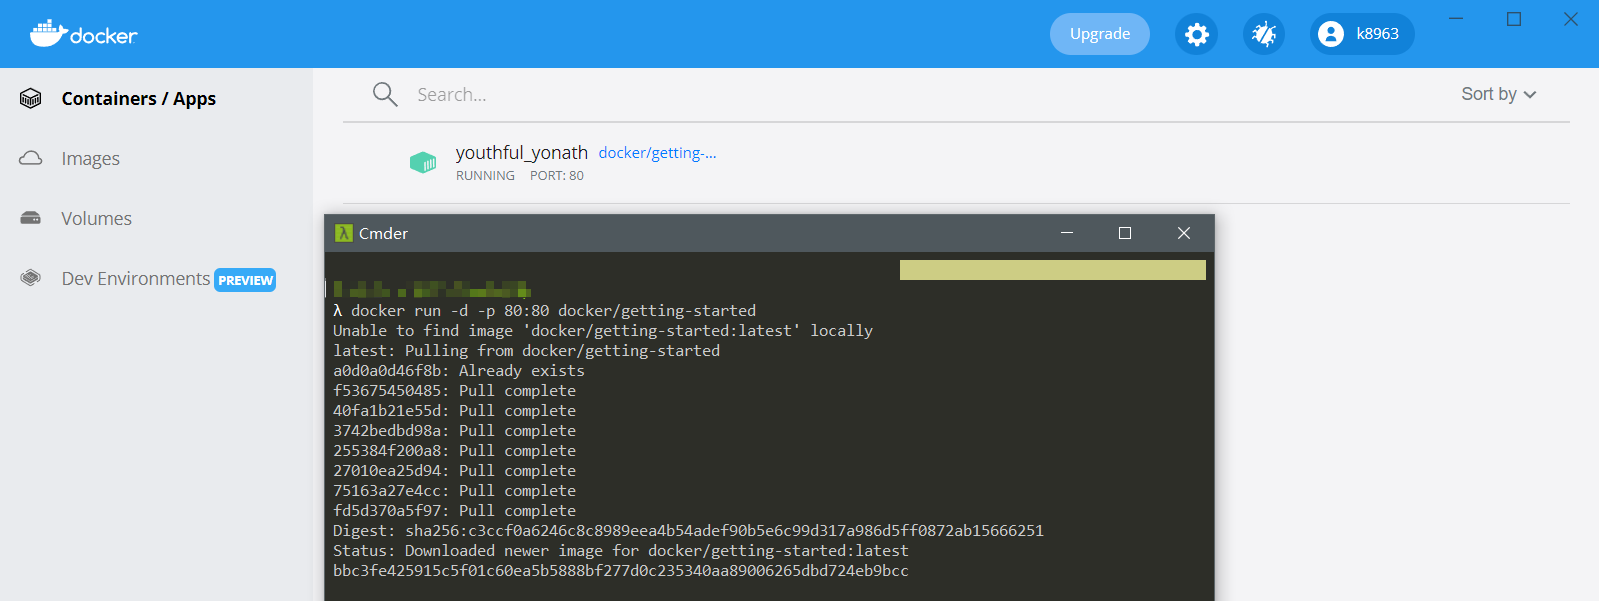 docker
Upgrade
k8963
Containers / Apps
Images
Volumes
Dev Environments PREVIEW
Search...
Sort by
youthful_yonath docker/getting-...
RUNNING PORT: 80
λ Cmder
λ docker run -d -p 80:80 docker/getting-started
Unable to find image 'docker/getting-started:latest' locally
latest: Pulling from docker/getting-started
a0d0a0d46f8b: Already exists
f53675450485: Pull complete
40fa1b21e55d: Pull complete
3742bedbd98a: Pull complete
255384f200a8: Pull complete
27010ea25d94: Pull complete
75163a27e4cc: Pull complete
fd5d370a5f97: Pull complete
Digest: sha256:c3ccf0a6246c8c8989eea4b54adef90b5e6c99d317a986d5ff0872ab15666251
Status: Downloaded newer image for docker/getting-started:latest
bbc3fe425915c5f01c60ea5b5888bf277d0c235340aa89006265dbd724eb9bcc